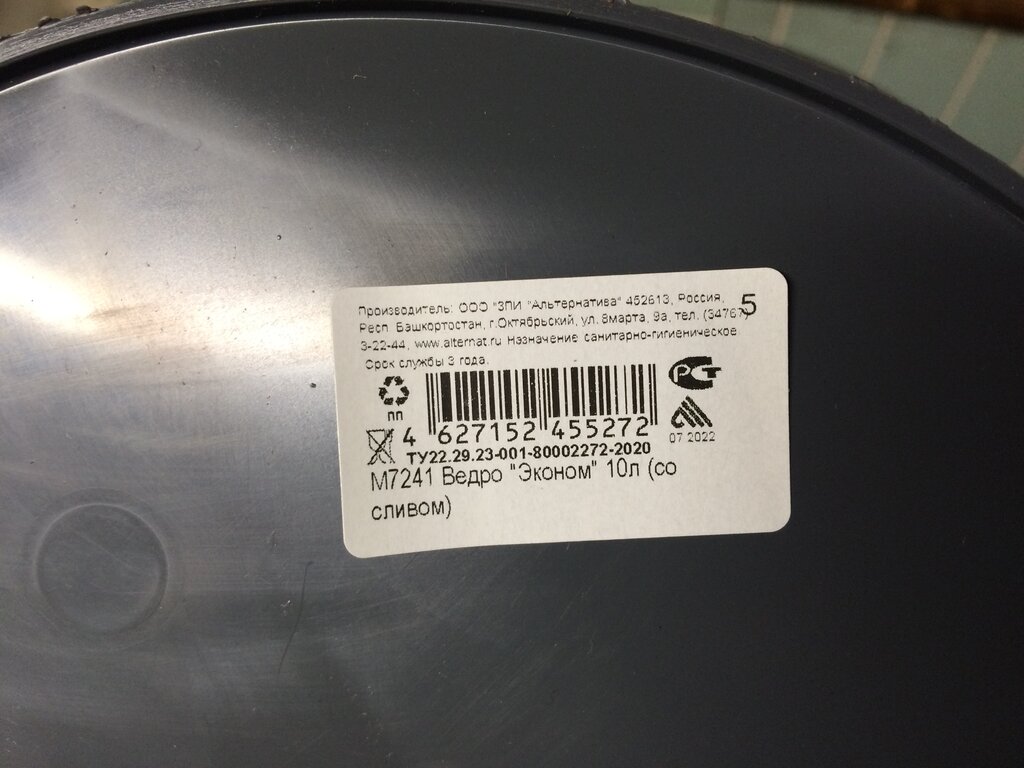 Производитель: ООО "ЗПИ "Альтернатива" 452613, Россия,
Респ. Башкортостан, г.Октябрьский, ул. 8марта, 9а, тел. (34767)
5
3-22-44, www.alternat.ru Назначение санитарно-гигиеническое
Срок службы 3 года.
РСТ
ПП
07 2022
4 627152 455272
ТУ22.29.23-001-80002272-2020
М7241 Ведро "Эконом" 10л (со
сливом)